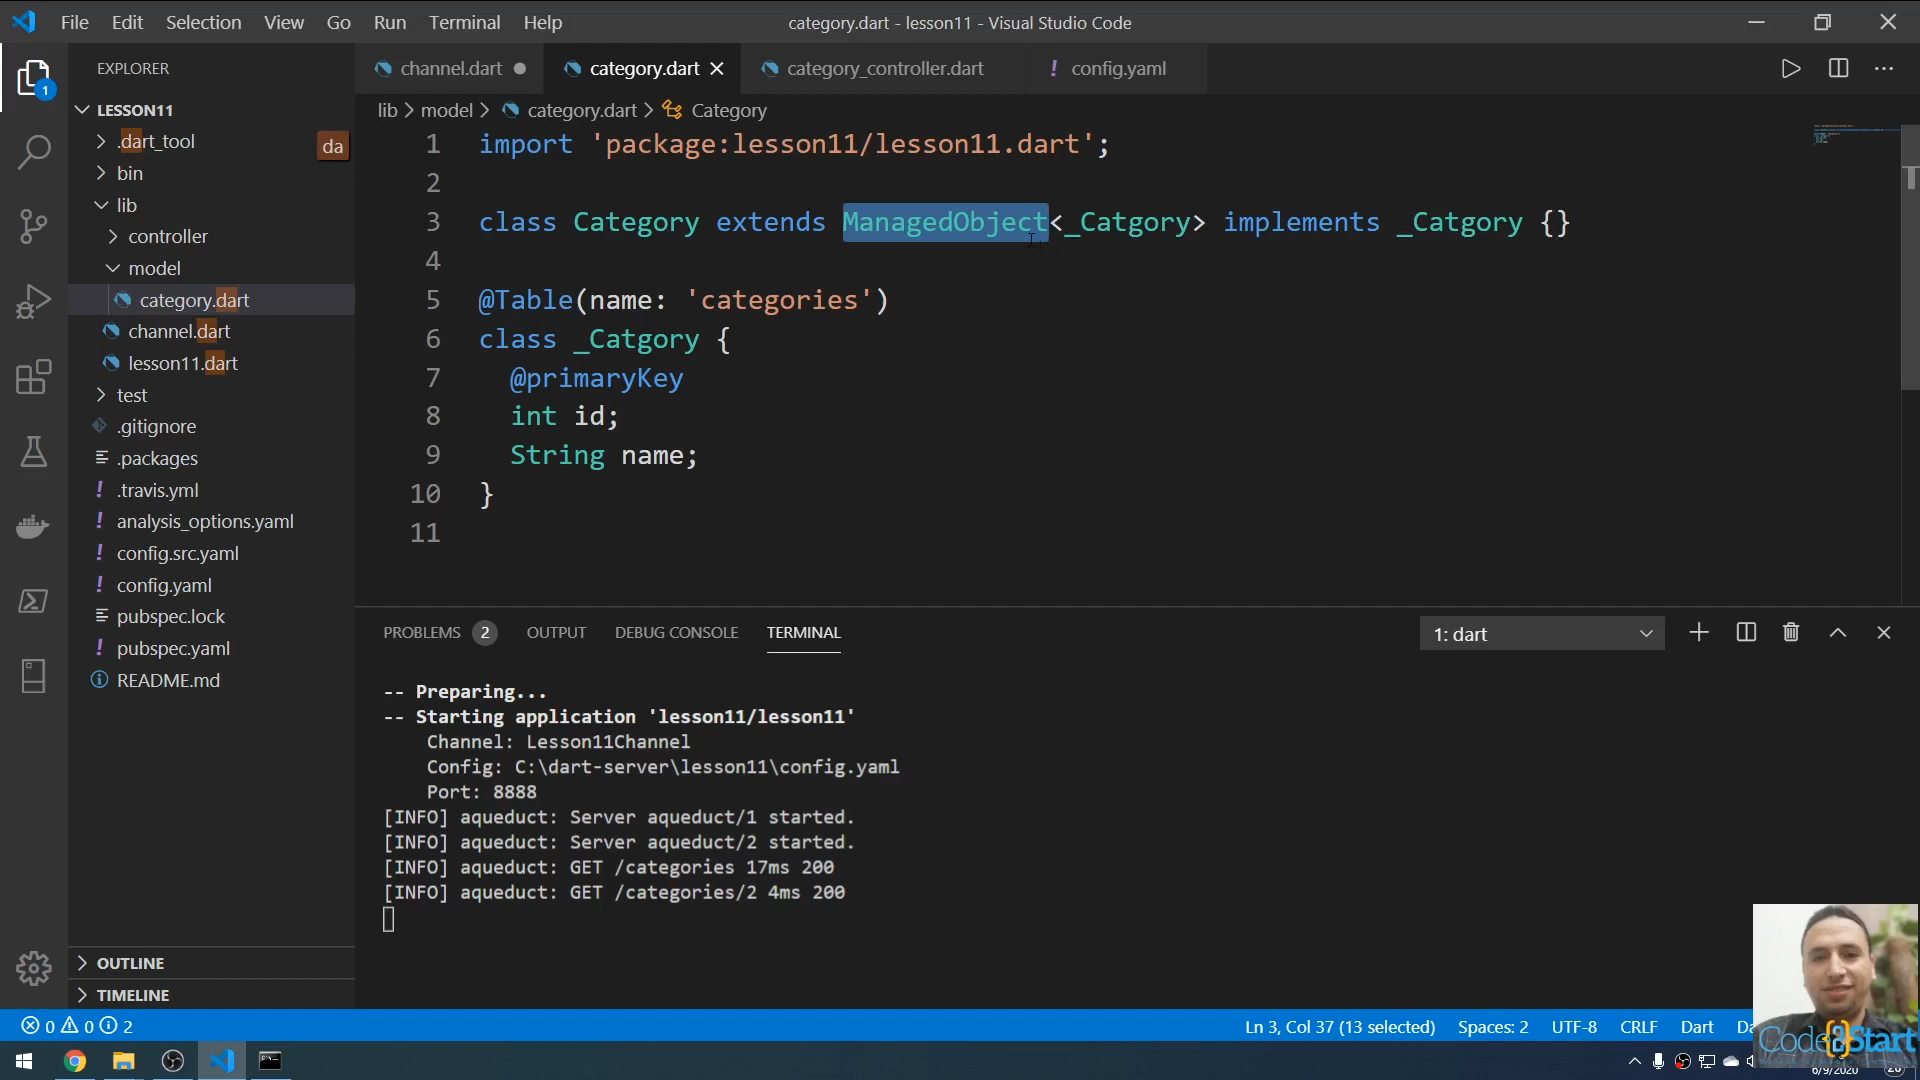 File Edit Selection View Go Run Terminal Help
category.dart - lesson11 - Visual Studio Code
EXPLORER
1
LESSON11
.dart_tool
da
bin
lib
controller
model
category.dart
channel.dart
lesson11.dart
test
.gitignore
.packages
.travis.yml
analysis_options.yaml
config.src.yaml
config.yaml
pubspec.lock
pubspec.yaml
README.md
OUTLINE
TIMELINE
channel.dart category.dart category_controller.dart ! config.yaml
lib > model > category.dart > Category
1 import 'package:lesson11/lesson11.dart';
2
3 class Category extends ManagedObject<_Catgory> implements _Catgory {}
4
5 @Table(name: 'categories')
6 class _Catgory {
7 @primaryKey
8 int id;
9 String name;
10 }
11
PROBLEMS 2 OUTPUT DEBUG CONSOLE TERMINAL
1: dart
-- Preparing...
-- Starting application 'lesson11/lesson11'
Channel: Lesson11Channel
Config: C:\dart-server\lesson11\config.yaml
Port: 8888
[INFO] aqueduct: Server aqueduct/1 started.
[INFO] aqueduct: Server aqueduct/2 started.
[INFO] aqueduct: GET /categories 17ms 200
[INFO] aqueduct: GET /categories/2 4ms 200
0 0 2
Ln 3, Col 37 (13 selected) Spaces: 2 UTF-8 CRLF Dart
Code{2}Start
6/9/2020